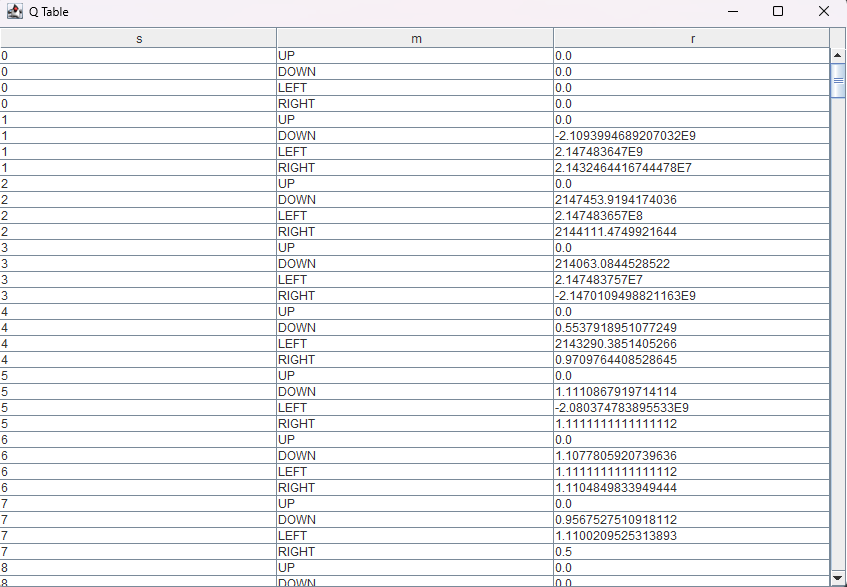 Q Table
s m r
0 UP 0.0
0 DOWN 0.0
0 LEFT 0.0
0 RIGHT 0.0
1 UP 0.0
1 DOWN -2.1093994689207032E9
1 LEFT 2.147483647E9
1 RIGHT 2.1432464416744478E7
2 UP 0.0
2 DOWN 2147453.9194174036
2 LEFT 2.147483657E8
2 RIGHT 2144111.4749921644
3 UP 0.0
3 DOWN 214063.0844528522
3 LEFT 2.147483757E7
3 RIGHT -2.1470109498821163E9
4 UP 0.0
4 DOWN 0.5537918951077249
4 LEFT 2143290.3851405266
4 RIGHT 0.9709764408528645
5 UP 0.0
5 DOWN 1.1110867919714114
5 LEFT -2.080374783895533E9
5 RIGHT 1.1111111111111112
6 UP 0.0
6 DOWN 1.1077805920739636
6 LEFT 1.1111111111111112
6 RIGHT 1.1104849833949444
7 UP 0.0
7 DOWN 0.9567527510918112
7 LEFT 1.1100209525313893
7 RIGHT 0.5
8 UP 0.0
8 DOWN 0.0